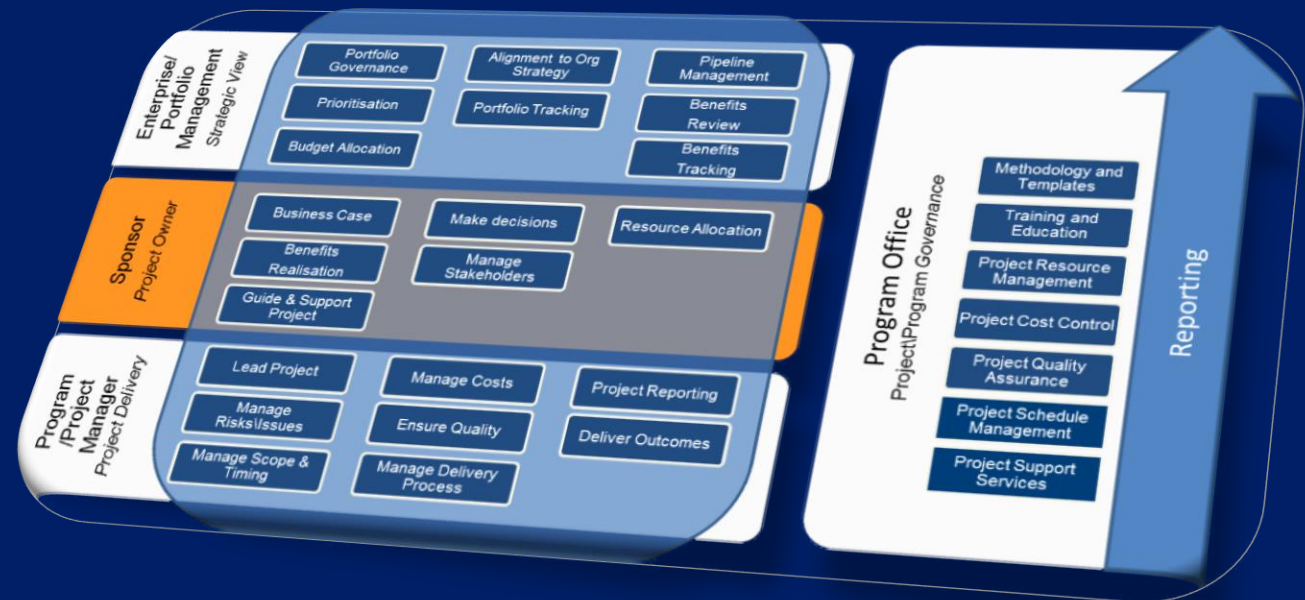 Enterprise/
Portfolio
Management
Strategic View
Portfolio
Governance
Alignment to Org
Strategy
Pipeline
Management
Prioritisation
Portfolio Tracking
Benefits
Review
Budget Allocation
Benefits
Tracking
Sponsor
Project Owner
Business Case
Make decisions
Resource Allocation
Benefits
Realisation
Manage
Stakeholders
Guide & Support
Project
Program
/Project
Manager
Project Delivery
Lead Project
Manage Costs
Project Reporting
Manage
Risks\Issues
Ensure Quality
Deliver Outcomes
Manage Scope &
Timing
Manage Delivery
Process
Program Office
Project\Program Governance
Methodology and
Templates
Training and
Education
Project Resource
Management
Project Cost Control
Project Quality
Assurance
Project Schedule
Management
Project Support
Services
Reporting